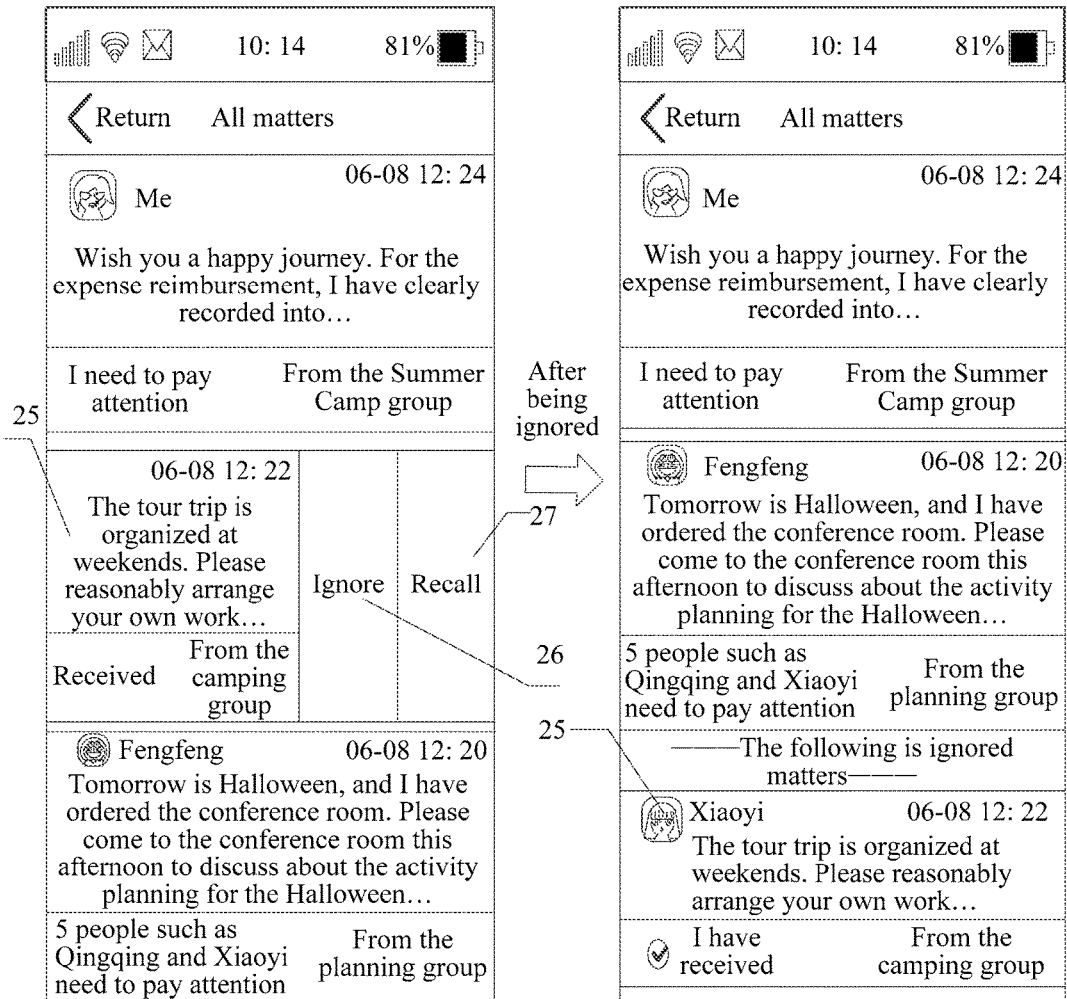 10: 14 81%
Return All matters
06-08 12: 24
Me
Wish you a happy journey. For the
expense reimbursement, I have clearly
recorded into…
I need to pay
attention
From the Summer
Camp group
25
06-08 12: 22
The tour trip is
organized at
weekends. Please
reasonably arrange
your own work…
Received
From the
camping
group
Ignore
Recall
Fengfeng 06-08 12: 20
Tomorrow is Halloween, and I have
ordered the conference room. Please
come to the conference room this
afternoon to discuss about the activity
planning for the Halloween…
5 people such as
Qingqing and Xiaoyi
need to pay attention
From the
planning group
After
being
ignored
27
26
25
10: 14 81%
Return All matters
06-08 12: 24
Me
Wish you a happy journey. For the
expense reimbursement, I have clearly
recorded into…
I need to pay
attention
From the Summer
Camp group
Fengfeng 06-08 12: 20
Tomorrow is Halloween, and I have
ordered the conference room. Please
come to the conference room this
afternoon to discuss about the activity
planning for the Halloween…
5 people such as
Qingqing and Xiaoyi
need to pay attention
From the
planning group
———The following is ignored
matters———
Xiaoyi 06-08 12: 22
The tour trip is organized at
weekends. Please reasonably
arrange your own work…
I have
received
From the
camping group